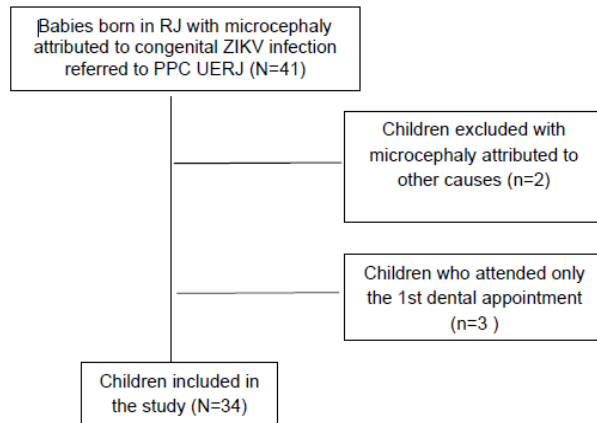 Babies born in RJ with microcephaly
attributed to congenital ZIKV infection
referred to PPC UERJ (N=41)
Children excluded with
microcephaly attributed to
other causes (n=2)
Children who attended only
the 1st dental appointment
(n=3 )
Children included in
the study (N=34)